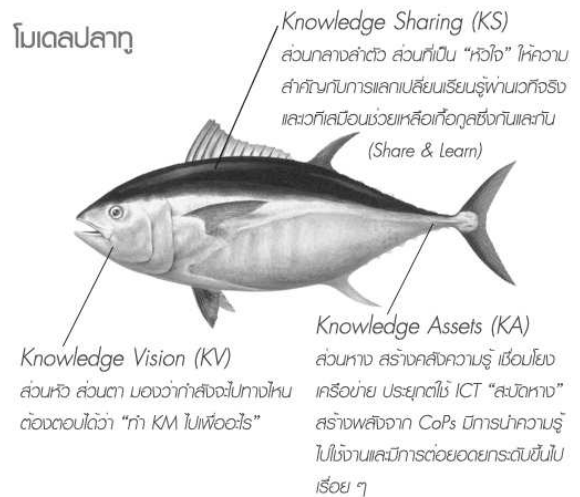 โมเดลปลาทู
Knowledge Sharing (KS)
ส่วนกลางลำตัว ส่วนที่เป็น “หัวใจ” ให้ความ
สำคัญกับการแลกเปลี่ยนเรียนรู้ผ่านเวทีจริง
และเวทีเสมือนช่วยเหลือเกื้อกูลซึ่งกันและกัน
(Share & Learn)
Knowledge Vision (KV)
ส่วนหัว ส่วนตา มองว่ากำลังจะไปทางไหน
ต้องตอบได้ว่า “ทำ KM ไปเพื่ออะไร”
Knowledge Assets (KA)
ส่วนหาง สร้างคลังความรู้ เชื่อมโยง
เครือข่าย ประยุกต์ใช้ ICT “สะบัดหาง”
สร้างพลังจาก CoPs มีการนำความรู้
ไปใช้งานและมีการต่อยอดยกระดับขึ้นไป
เรื่อย ๆ